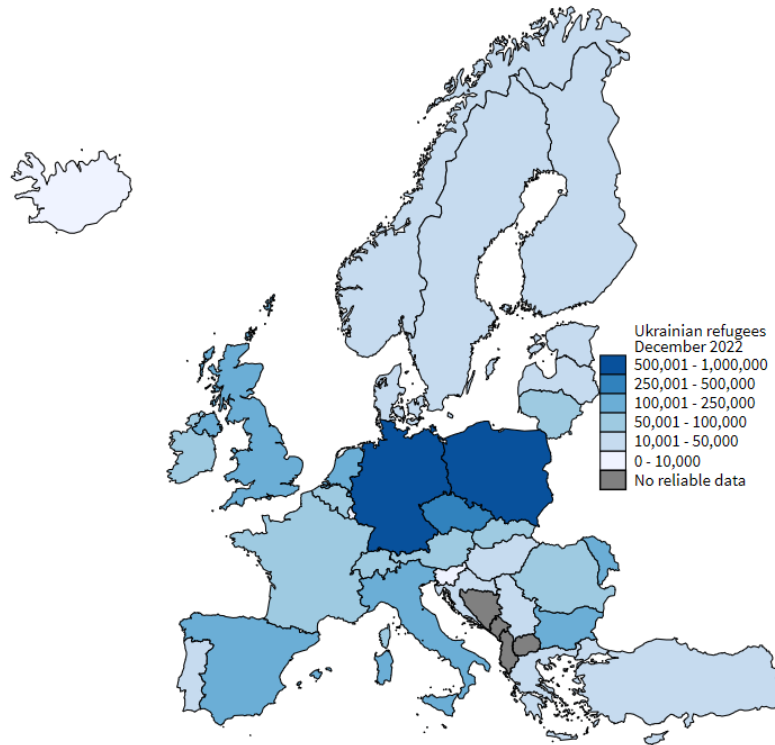 Ukrainian refugees
December 2022
500,001 - 1,000,000
250,001 - 500,000
100,001 - 250,000
50,001 - 100,000
10,001 - 50,000
0 - 10,000
No reliable data